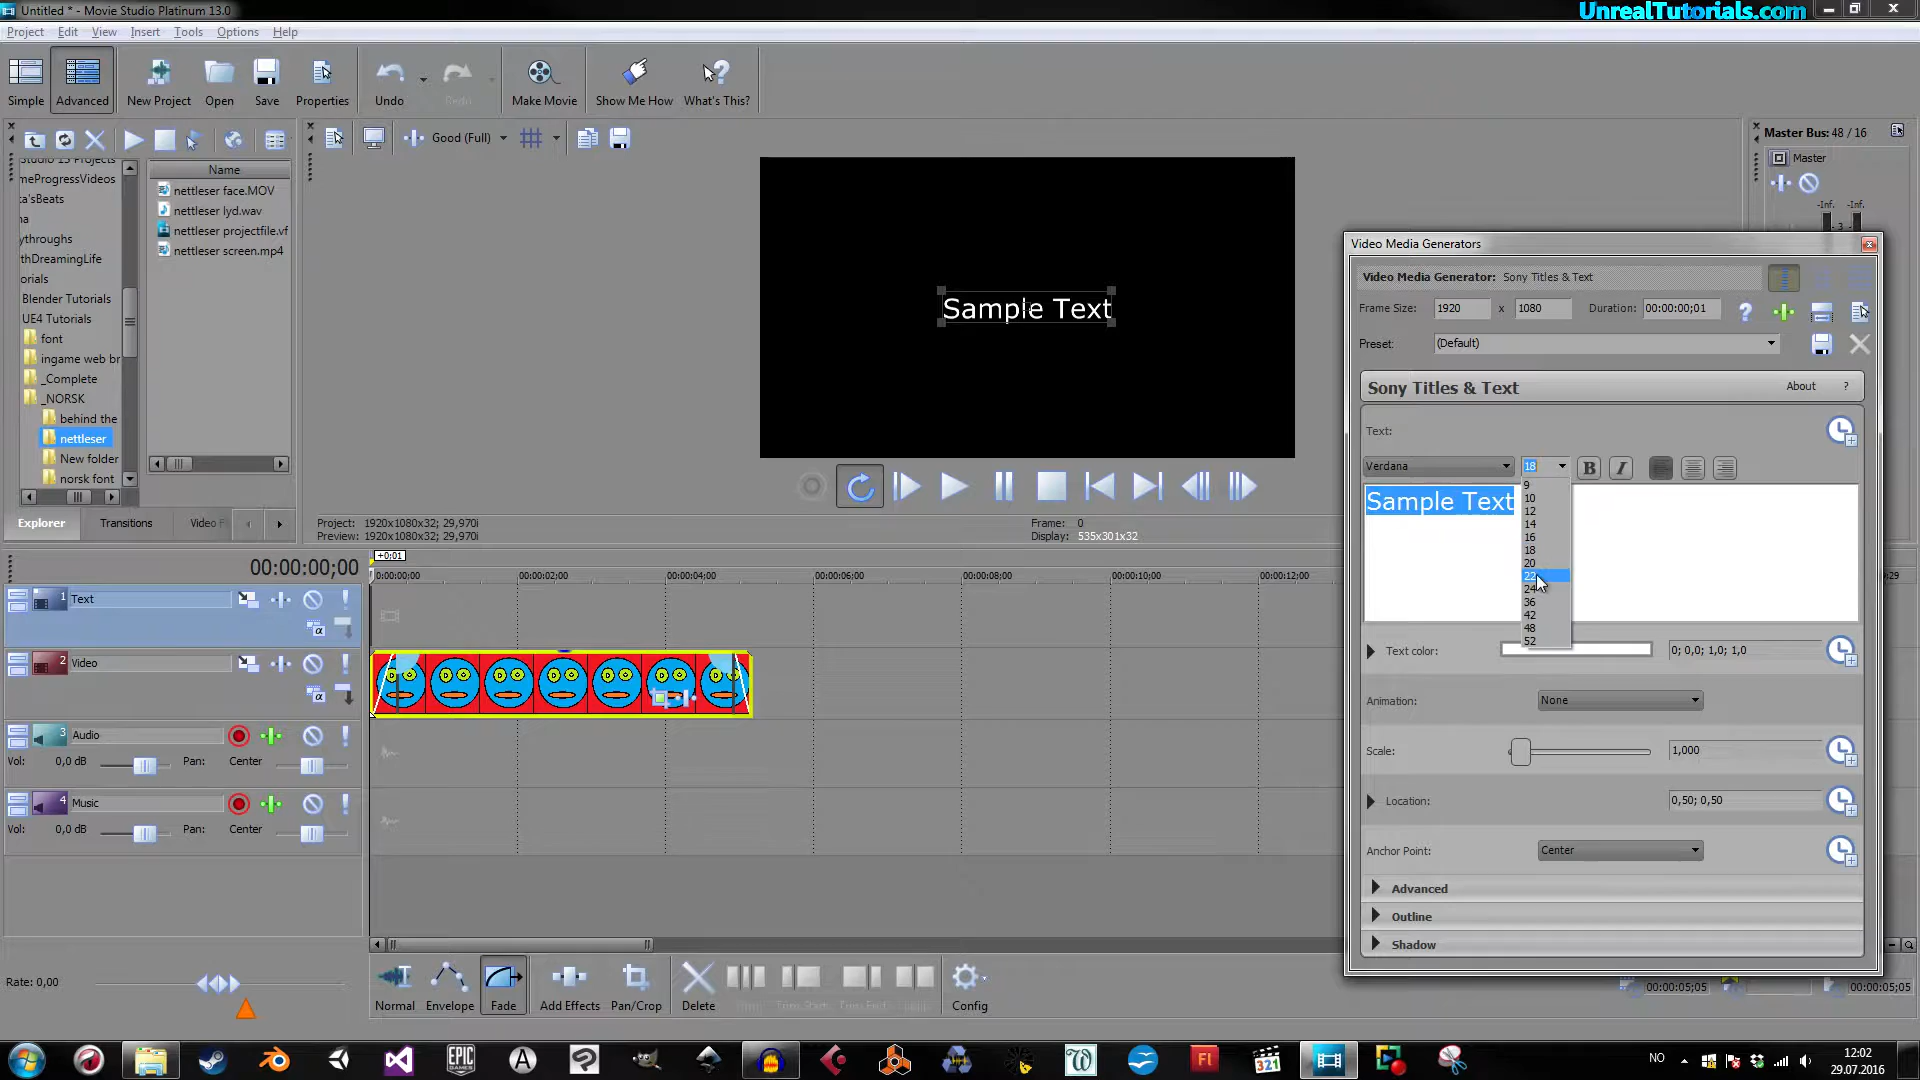 Untitled * - Movie Studio Platinum 13.0
UnrealTutorials.com
Project Edit View Insert Tools Options Help
Simple Advanced New Project Open Save Properties Undo Redo Make Movie Show Me How What's This?
Good (Full)
Master Bus: 48 / 16
Master
-Inf. -Inf.
3
Studio 13 Projects
meProgressVideos
ka'sBeats
na
ythroughs
thDreamingLife
orials
Blender Tutorials
UE4 Tutorials
font
ingame web br
_Complete
_NORSK
behind the
nettleser
New folder
norsk font
Name
nettleser face.MOV
nettleser lyd.wav
nettleser projectfile.vf
nettleser screen.mp4
Explorer Transitions Video F
Sample Text
Project: 1920x1080x32; 29,970i
Preview: 1920x1080x32; 29,970i
Frame: 0
Display: 535x301x32
Video Media Generators
Video Media Generator: Sony Titles & Text
Frame Size: 1920 x 1080 Duration: 00:00:00;01
Preset: (Default)
Sony Titles & Text About ?
Text:
Verdana 18 B I
Sample Text
9
10
12
14
16
18
20
22
24
36
42
48
52
Text color: 0; 0,0; 1,0; 1,0
Animation: None
Scale: 1,000
Location: 0,50; 0,50
Anchor Point: Center
Advanced
Outline
Shadow
00:00:00;00
+0;01
0:00:00;00 00:00:02;00 00:00:04;00 00:00:06;00 00:00:08;00 00:00:10;00 00:00:12;00
1 Text
2 Video
3 Audio
Vol: 0,0 dB Pan: Center
4 Music
Vol: 0,0 dB Pan: Center
Rate: 0,00
Normal Envelope Fade Add Effects Pan/Crop Delete Config
00:00:05;05 00:00:05;05
NO
12:02
29.07.2016